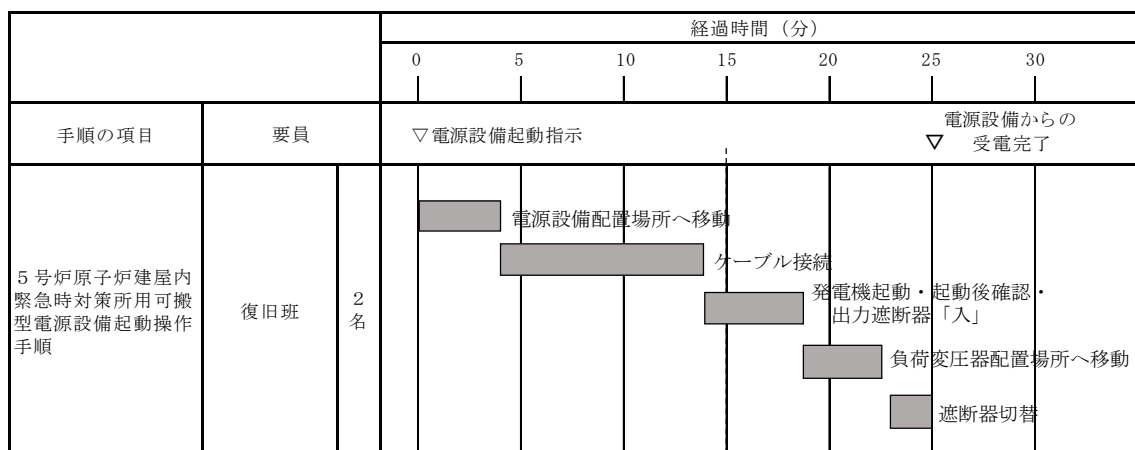 経過時間（分）
0 5 10 15 20 25 30
手順の項目
要員
▽電源設備起動指示
電源設備からの
▽ 受電完了
５号炉原子炉建屋内
緊急時対策所用可搬
型電源設備起動操作
手順
復旧班
２
名
電源設備配置場所へ移動
ケーブル接続
発電機起動・起動後確認・
出力遮断器「入」
負荷変圧器配置場所へ移動
遮断器切替